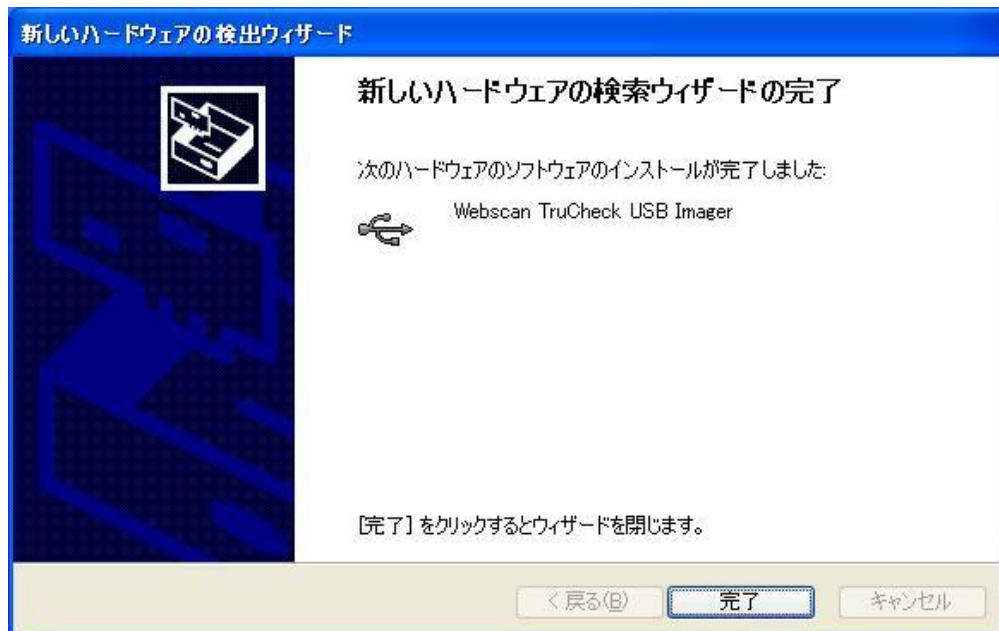 新しいハードウェアの検出ウィザード
新しいハードウェアの検索ウィザードの完了
次のハードウェアのソフトウェアのインストールが完了しました:
Webscan TruCheck USB Imager
[完了] をクリックするとウィザードを閉じます。
< 戻る(B)
完了
キャンセル